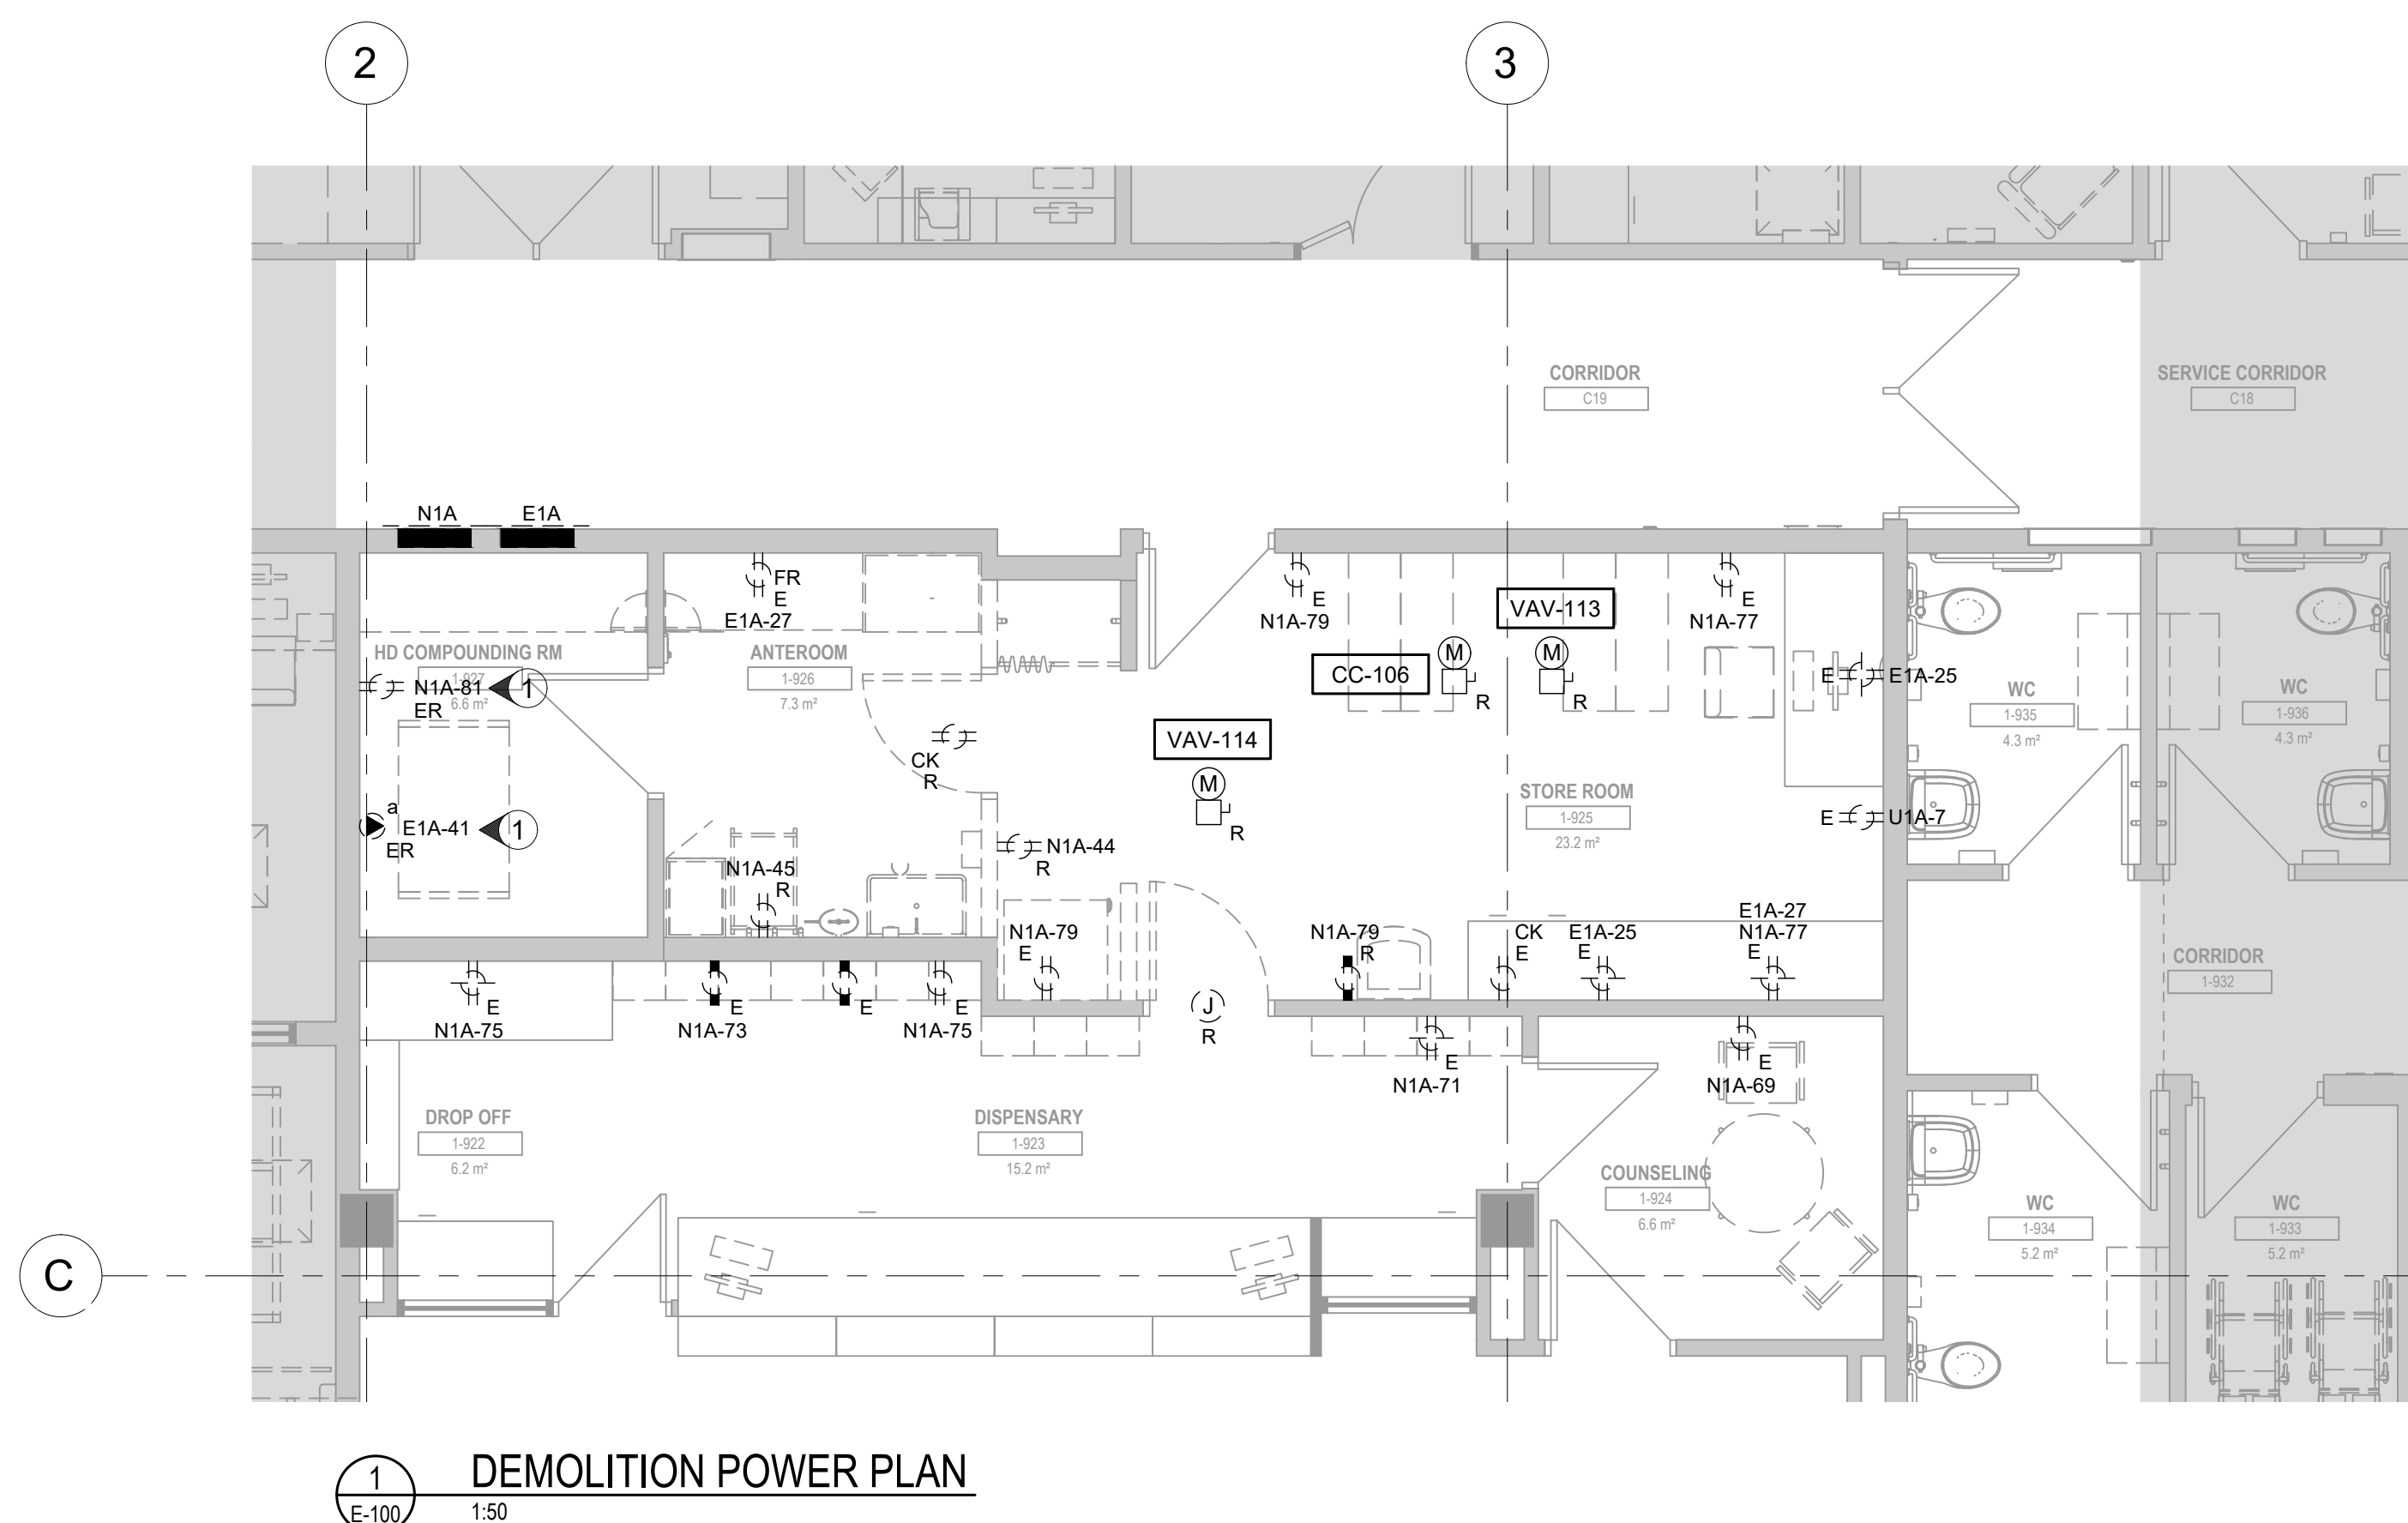 2
3
CORRIDOR
C19
SERVICE CORRIDOR
C18
N1A
E1A
FR
E
E1A-27
E
N1A-79
VAV-113
E
N1A-77
HD COMPOUNDING RM
1-927
6.6 m²
N1A-81
1
ER
ANTEROOM
1-926
7.3 m²
CC-106
M
R
M
R
E
E1A-25
WC
1-935
4.3 m²
WC
1-936
4.3 m²
CK
R
VAV-114
M
R
STORE ROOM
1-925
23.2 m²
a
E1A-41
1
ER
E
U1A-7
N1A-44
R
N1A-45
R
N1A-79
E
N1A-79
R
CK
E
E1A-25
E
E1A-27
N1A-77
E
CORRIDOR
1-932
E
N1A-75
E
N1A-73
E
E
N1A-75
J
R
E
N1A-71
E
N1A-69
DROP OFF
1-922
6.2 m²
DISPENSARY
1-923
15.2 m²
COUNSELING
1-924
6.6 m²
WC
1-934
5.2 m²
WC
1-933
5.2 m²
C
1
E-100
DEMOLITION POWER PLAN
1:50